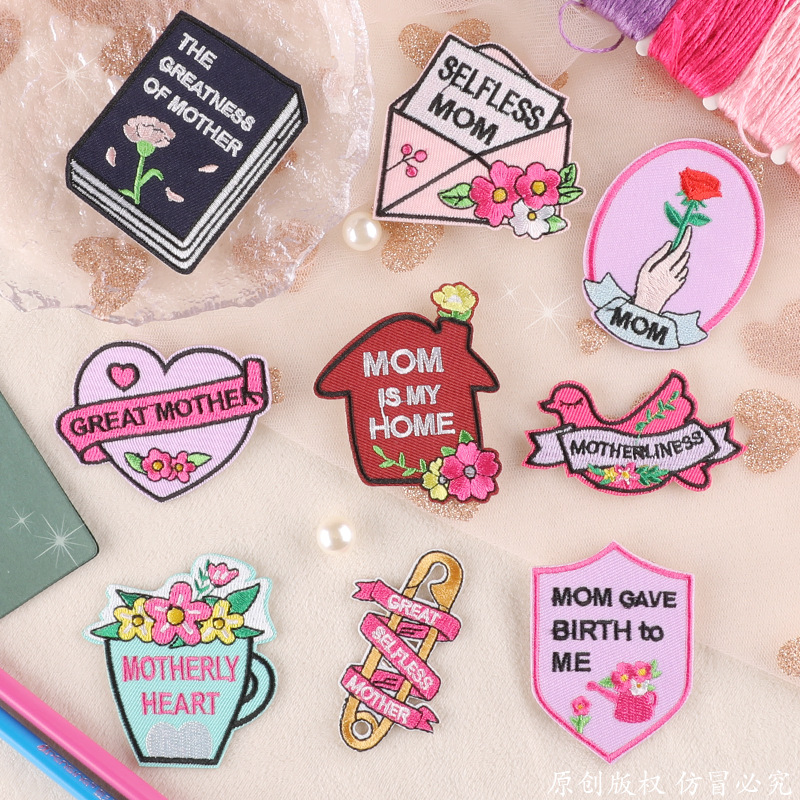 THE
GREATNESS
OF MOTHER
SELFLESS
MOM
MOM
GREAT MOTHER
MOM
IS MY
HOME
MOTHERLINESS
MOTHERLY
HEART
GREAT
SELFLESS
MOTHER
MOM GAVE
BIRTH to
ME
原创版权 仿冒必究